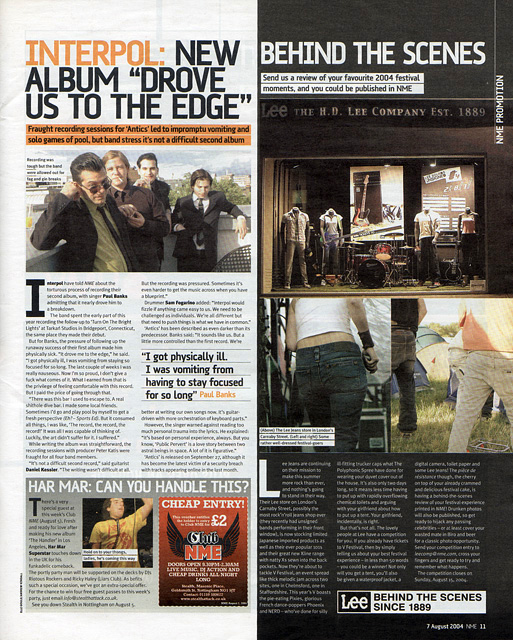 INTERPOL: NEW
ALBUM “DROVE
US TO THE EDGE”
Fraught recording sessions for ‘Antics’ led to impromptu vomiting and
solo games of pool, but band stress it’s not a difficult second album
Recording was
tough but the band
were allowed out for
fag and gin breaks
Interpol have told NME about the
torturous process of recording their
second album, with singer Paul Banks
admitting that it nearly drove him to
a breakdown.
The band spent the early part of this
year recording the follow-up to ‘Turn On The Bright
Lights’ at Tarkan Studios in Bridgeport, Connecticut,
the same place they made their debut.
But for Banks, the pressure of following up the
runaway success of their first album made him
physically sick. “It drove me to the edge,” he said.
“I got physically ill, I was vomiting from staying so
focused for so long. The last couple of weeks I was
really nauseous. Now I’m so proud, I don’t give a
fuck what comes of it. What I earned from that is
the privilege of feeling comfortable with this record.
But I paid the price of going through that.
“There was this bar I used to escape to. A real
shithole dive bar. I made some local friends.
Sometimes I’d go and play pool by myself to get a
fresh perspective (Eh? – Sports Ed). But it consumed
all things, I was like, ‘The record, the record, the
record!’ It was all I was capable of thinking of.
Luckily, the art didn’t suffer for it. I suffered.”
While writing the album was straightforward, the
recording sessions with producer Peter Katis were
fraught for all four band members.
“It’s not a difficult second record,” said guitarist
Daniel Kessler. “The writing wasn’t difficult at all.
But the recording was pressured. Sometimes it’s
even harder to get the music across when you have
a blueprint.”
Drummer Sam Fogarino added: “Interpol would
fizzle if anything came easy to us. We need to be
challenged as individuals. We’re all different but
that need to push things is what we have in common.”
‘Antics’ has been described as even darker than its
predecessor. Banks said: “It sounds like us. But a
little more controlled than the first record. We’re
“I got physically ill.
I was vomiting from
having to stay focused
for so long” Paul Banks
better at writing our own songs now. It’s guitar-
driven with more orchestration of keyboard parts.”
However, the singer warned against reading too
much personal trauma into the lyrics. He explained:
“It’s based on personal experience, always. But you
know, ‘Public Pervert’ is a love story between two
astral beings in space. A lot of it is figurative.”
‘Antics’ is released on September 27, although it
has become the latest victim of a security breach
with tracks appearing online in the last month.
HAR MAR: CAN YOU HANDLE THIS?
There’s a very
special guest at
this week’s Club
NME (August 5), fresh
and ready for love after
making his new album
‘The Handler’ in Los
Angeles, Har Mar
Superstar touches down
in the UK for his
funkadelic comeback.
Hold on to your thongs,
ladies, he’s coming this way
The party game man will be supported on the decks by DJs
Riotous Rockers and Ricky Haley (Liars Club). As befits
such a special occasion, we’ve got an extra-special offer.
For the chance to win four free guest passes to this week’s
party, just email info@stealthattack.co.uk
See you down Stealth in Nottingham on August 5.
CHEAP ENTRY!
This voucher entitles
the holder to entry
to Club NME for
£2
Club
NME
DOORS OPEN 9.30PM-2.30AM
LIVE MUSIC, DJ ACTION AND
CHEAP DRINKS ALL NIGHT
LONG
Stealth, Masonic Place,
Goldsmith St, Nottingham NG1 5JT
www.stealthattack.co.uk
BEHIND THE SCENES
Send us a review of your favourite 2004 festival
moments, and you could be published in NME
NME PROMOTION
Lee THE H.D. LEE COMPANY EST. 1889
(Above) The Lee Jeans store in London’s
Carnaby Street. (Left and right) Some
rather well-dressed festival-goers
Lee Jeans are continuing
on their mission to
make this summer
more rock than ever,
and nothing’s going
to stand in their way.
Their Lee store on London’s
Carnaby Street, possibly the
most rock’n’roll jeans shop ever
(they recently had unsigned
bands performing in their front
window), is now stocking limited
Japanese imported products as
well as their ever popular 101s
and their great new Kline range
with natty Xs sewn into the back
pockets. Now they’re about to
tackle V Festival, and have spread
the thick metallic jam across two
sites, one in Chelmsford, one in
Staffordshire. This year’s V boasts
the pie-eating Pixies, glorious
French dance-poppers Phoenix
and NERD – who’ve done for silly
ill-fitting trucker caps what The
Polyphonic Spree have done for
wearing your duvet cover out of
the house. It’s also only two days
long, so it means less time having
to put up with rapidly overflowing
chemical toilets and arguing
with your girlfriend about how
to put up a tent. Your girlfriend,
incidentally, is right.
But that’s not all. The lovely
people at Lee have a competition
for you. If you already have tickets
to V Festival, then by simply
telling us about your best festival
experience – in less than 50 words
– you could be a winner! Not only
will you get a tent, you’ll also
be given a waterproof jacket, a
digital camera, toilet paper and
some Lee Jeans! The pièce de
résistance though, the cherry
on top of your already crammed
and delicious festival cake, is
having a behind-the-scenes
review of your festival experience
printed in NME! Drunken photos
will also be published, so get
ready to hijack any passing
celebrities – or at least cover your
wasted mate in Bics and beer
for a classic photo opportunity.
Send your competition entry to
leecomp@nme.com, cross your
fingers and get ready to try and
remember what happens.
The competition closes on
Sunday, August 15, 2004.
Lee BEHIND THE SCENES
SINCE 1889
7 August 2004 NME 11